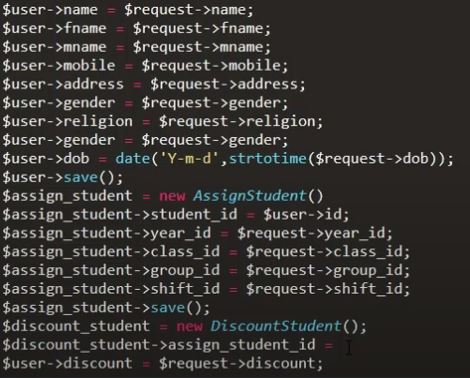 $user->name = $request->name;
$user->fname = $request->fname;
$user->mname = $request->mname;
$user->mobile = $request->mobile;
$user->address = $request->address;
$user->gender = $request->gender;
$user->religion = $request->religion;
$user->gender = $request->gender;
$user->dob = date('Y-m-d',strtotime($request->dob));
$user->save();
$assign_student = new AssignStudent()
$assign_student->student_id = $user->id;
$assign_student->year_id = $request->year_id;
$assign_student->class_id = $request->class_id;
$assign_student->group_id = $request->group_id;
$assign_student->shift_id = $request->shift_id;
$assign_student->save();
$discount_student = new DiscountStudent();
$discount_student->assign_student_id =
$user->discount = $request->discount;